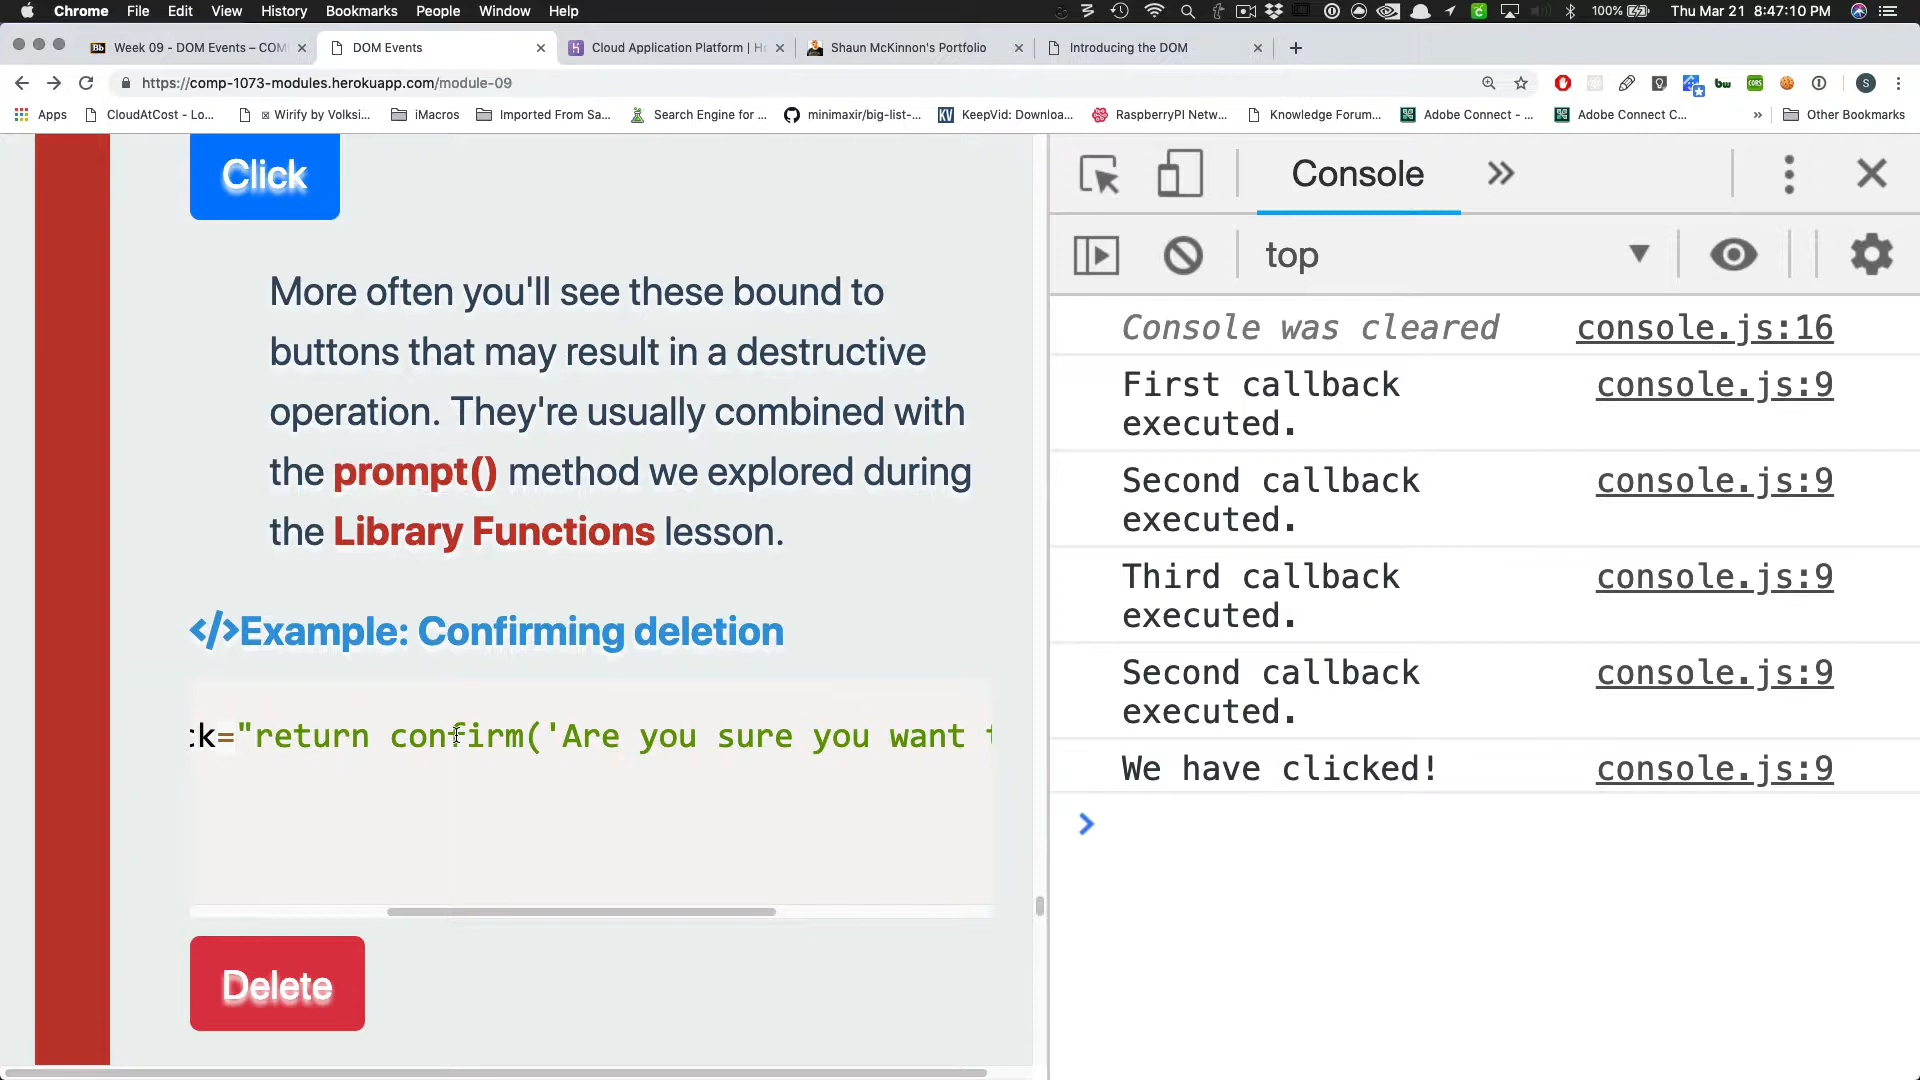 Chrome File Edit View History Bookmarks People Window Help 100% Thu Mar 21 8:47:10 PM
Week 09 - DOM Events – COM DOM Events Cloud Application Platform | H Shaun McKinnon's Portfolio Introducing the DOM
https://comp-1073-modules.herokuapp.com/module-09
Apps CloudAtCost - Lo... Wirify by Volksi... iMacros Imported From Sa... Search Engine for ... minimaxir/big-list-... KeepVid: Downloa... RaspberryPI Netw... Knowledge Forum... Adobe Connect - ... Adobe Connect C... » Other Bookmarks
Click
More often you'll see these bound to
buttons that may result in a destructive
operation. They're usually combined with
the prompt() method we explored during
the Library Functions lesson.
</>Example: Confirming deletion
ck="return confirm('Are you sure you want t
Delete
Console »
top
Console was cleared console.js:16
First callback console.js:9
executed.
Second callback console.js:9
executed.
Third callback console.js:9
executed.
Second callback console.js:9
executed.
We have clicked! console.js:9